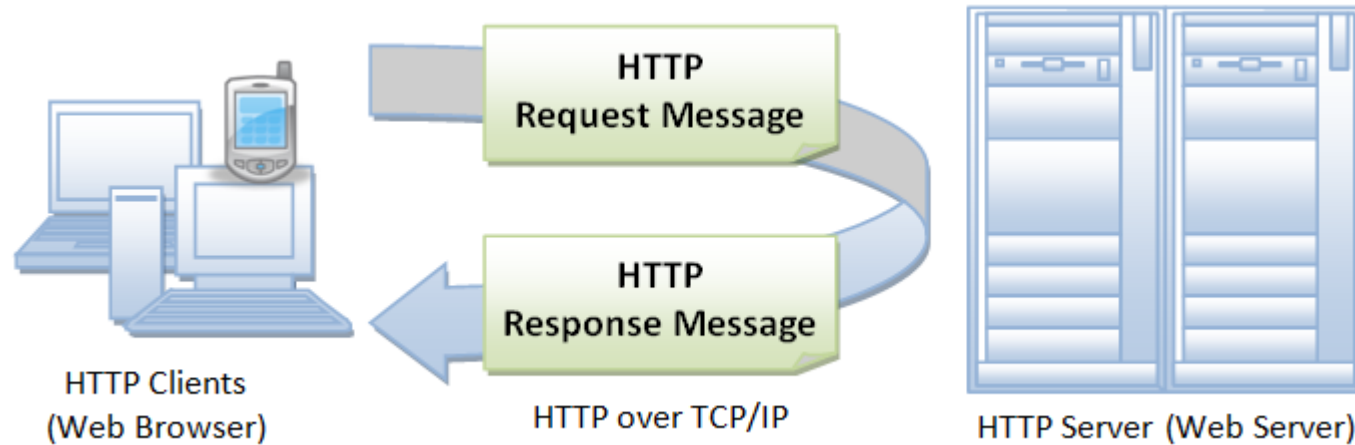 HTTP
Request Message
HTTP
Response Message
HTTP Clients
(Web Browser)
HTTP over TCP/IP
HTTP Server (Web Server)